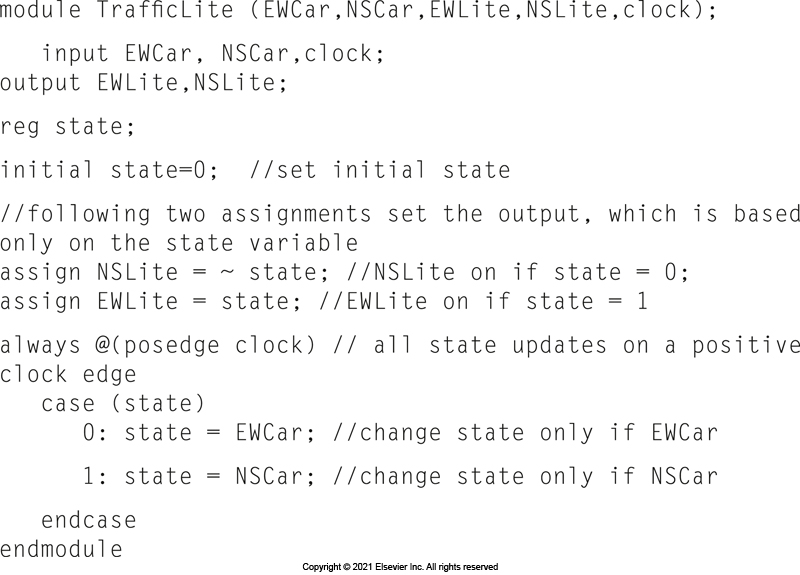 module TrafficLite (EWCar,NSCar,EWLite,NSLite,clock);
input EWCar, NSCar,clock;
output EWLite,NSLite;
reg state;
initial state=0; //set initial state
//following two assignments set the output, which is based
only on the state variable
assign NSLite = ~ state; //NSLite on if state = 0;
assign EWLite = state; //EWLite on if state = 1
always @(posedge clock) // all state updates on a positive
clock edge
case (state)
0: state = EWCar; //change state only if EWCar
1: state = NSCar; //change state only if NSCar
endcase
endmodule
Copyright © 2021 Elsevier Inc. All rights reserved